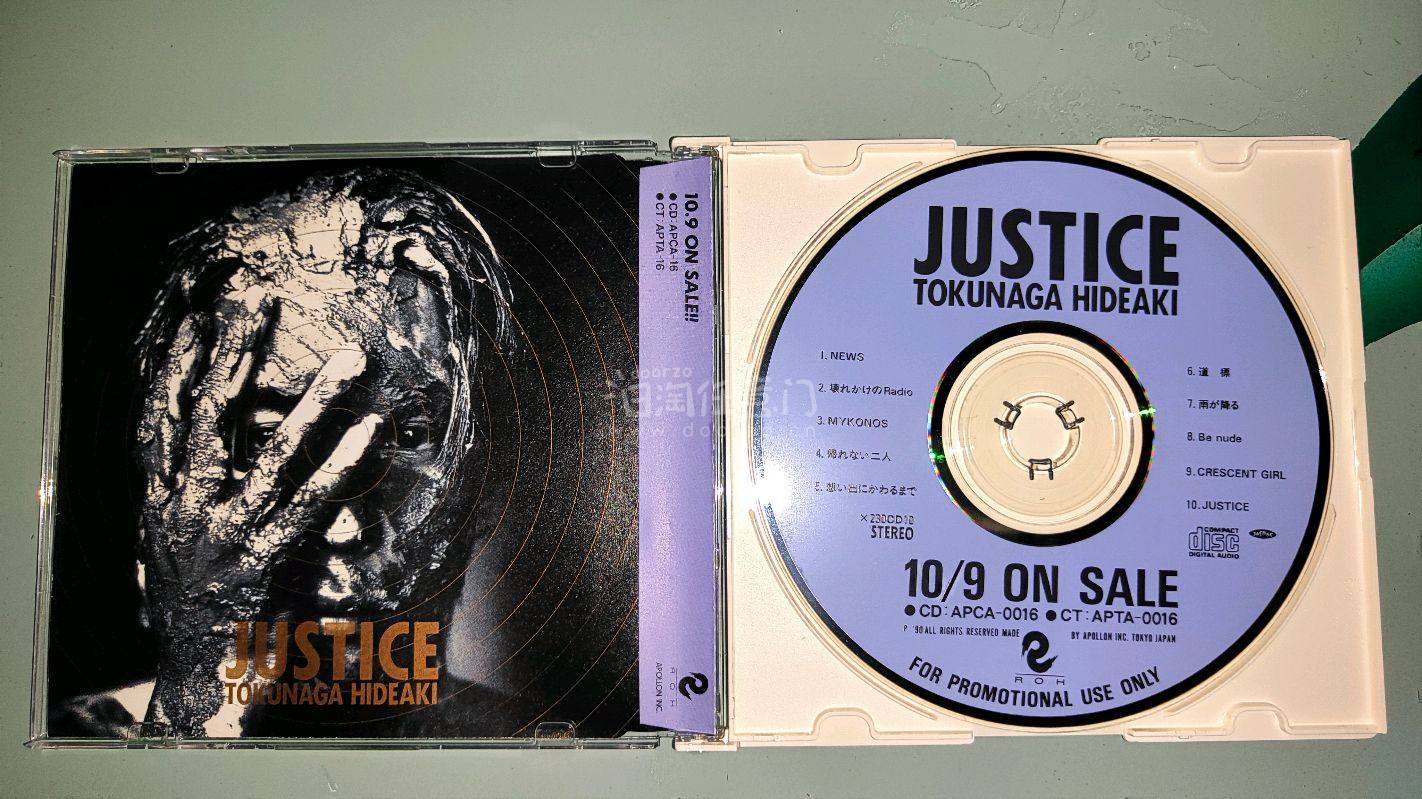 JUSTICE
TOKUNAGA HIDEAKI
10.9 ON SALE!!
●CD:APCA-16
●CT:APTA-16
ROH
APOLLON INC.
borzo
JUSTICE
TOKUNAGA HIDEAKI
1. NEWS
2. 壊れかけのRadio
3. MYKONOS
4. 帰れない二人
5. 想い出にかわるまで
6. 道 標
7. 雨が降る
8. Be nude
9. CRESCENT GIRL
10. JUSTICE
STEREO
COMPACT
disc
DIGITAL AUDIO
10/9 ON SALE
●CD:APCA-0016 ●CT:APTA-0016
P '90 ALL RIGHTS RESERVED MADE BY APOLLON INC. TOKYO JAPAN
ROH
FOR PROMOTIONAL USE ONLY